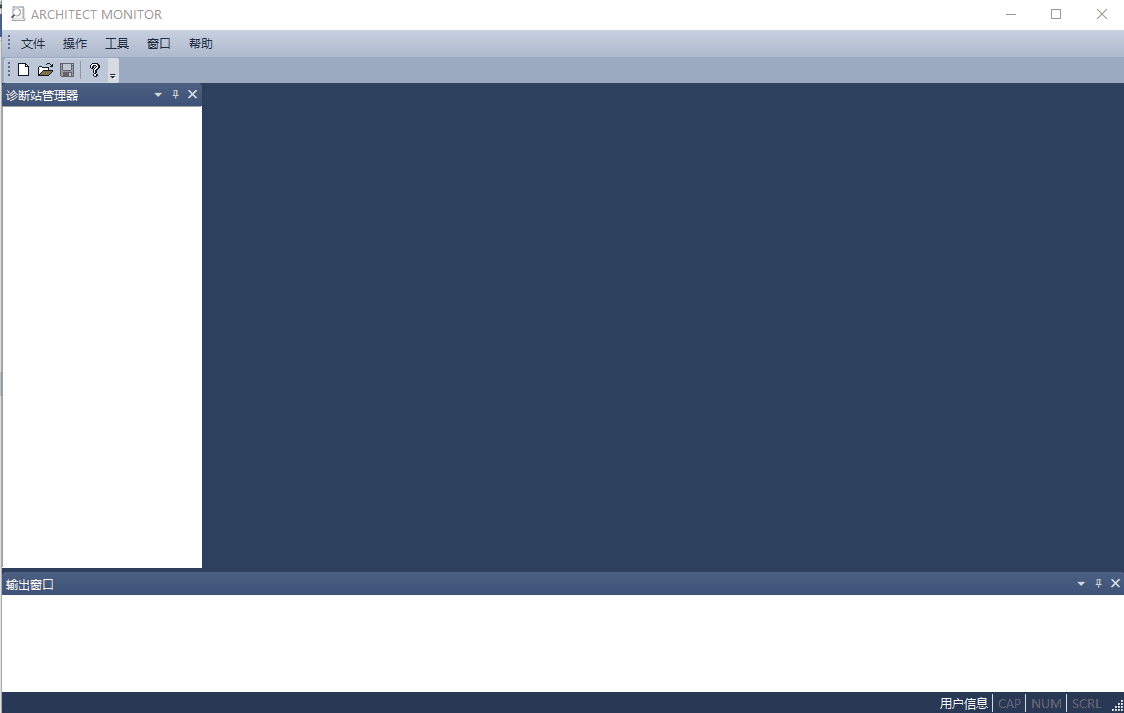 ARCHITECT MONITOR
文件 操作 工具 窗口 帮助
诊断站管理器
输出窗口
用户信息 CAP NUM SCRL